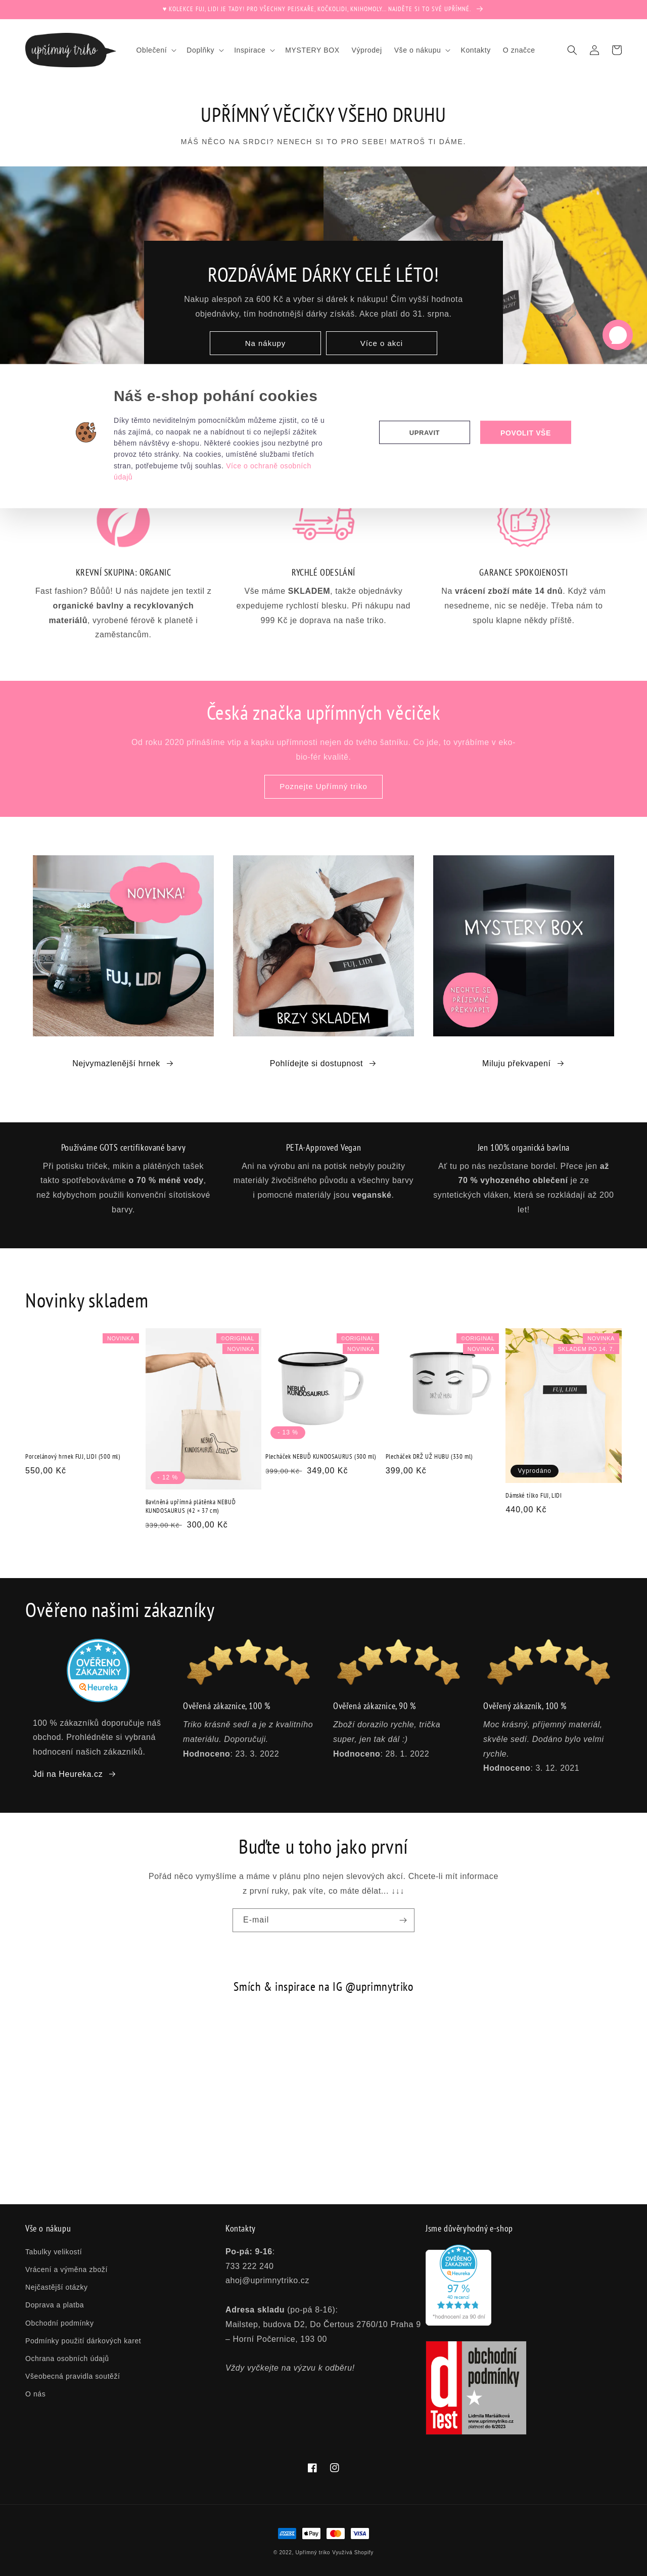 ♥ KOLEKCE FUJ, LIDI JE TADY! PRO VŠECHNY PEJSKAŘE, KOČKOLIDI, KNIHOMOLY... NAJDĚTE SI TO SVÉ UPŘÍMNÉ →
upřímný triko
Oblečení
Doplňky
Inspirace
MYSTERY BOX
Výprodej
Vše o nákupu
Kontakty
O značce
UPŘÍMNÝ VĚCIČKY VŠEHO DRUHU
MÁŠ NĚCO NA SRDCI? NENECH SI TO PRO SEBE! MATROŠ TI DÁME.
ROZDÁVÁME DÁRKY CELÉ LÉTO!
Nakup alespoň za 600 Kč a vyber si dárek k nákupu! Čím vyšší hodnota
objednávky, tím hodnotnější dárky získáš. Akce platí do 31. srpna.
Na nákupy
Více o akci
Náš e-shop pohání cookies
Díky těmto neviditelným pomocníčkům můžeme zjistit, co tě u
nás zajímá, co naopak ne a nabídnout ti co nejlepší zážitek
během návštěvy e-shopu. Některé cookies jsou nezbytné pro
provoz této stránky. Na cookies, umístěné službami třetích
stran, potřebujeme tvůj souhlas. Více o ochraně osobních
údajů
UPRAVIT
POVOLIT VŠE
KREVNÍ SKUPINA: ORGANIC
Fast fashion? Bůůů! U nás najdete jen textil z
organické bavlny a recyklovaných
materiálů, vyrobené férově k planetě i
zaměstancům.
RYCHLÉ ODESLÁNÍ
Vše máme SKLADEM, takže objednávky
expedujeme rychlostí blesku. Při nákupu nad
999 Kč je doprava na naše triko.
GARANCE SPOKOJENOSTI
Na vrácení zboží máte 14 dnů. Když vám
nesedneme, nic se neděje. Třeba nám to
spolu klapne někdy příště.
Česká značka upřímných věciček
Od roku 2020 přinášíme vtip a kapku upřímnosti nejen do tvého šatníku. Co jde, to vyrábíme v eko-
bio-fér kvalitě.
Poznejte Upřímný triko
NOVINKA!
FUJ, LIDI
FUJ, LIDI
BRZY SKLADEM
MYSTERY BOX
NECHTE SE
PŘÍJEMNĚ
PŘEKVAPIT
Nejvymazlenější hrnek →
Pohlídejte si dostupnost →
Miluju překvapení →
Používáme GOTS certifikované barvy
Při potisku triček, mikin a plátěných tašek
takto spotřebováváme o 70 % méně vody,
než kdybychom použili konvenční sítotiskové
barvy.
PETA-Approved Vegan
Ani na výrobu ani na potisk nebyly použity
materiály živočišného původu a všechny barvy
i pomocné materiály jsou veganské.
Jen 100% organická bavlna
Ať tu po nás nezůstane bordel. Přece jen až
70 % vyhozeného oblečení je ze
syntetických vláken, která se rozkládají až 200
let!
Novinky skladem
NOVINKA
Porcelánový hrnek FUJ, LIDI (500 ml)
550,00 Kč
©ORIGINAL
NOVINKA
NEBUĎ
KUNDOSAURUS
- 12 %
Bavlněná upřímná plátěnka NEBUĎ
KUNDOSAURUS (42 × 37 cm)
339,00 Kč 300,00 Kč
©ORIGINAL
NOVINKA
NEBUĎ
KUNDOSAURUS.
- 13 %
Plecháček NEBUĎ KUNDOSAURUS (300 ml)
399,00 Kč 349,00 Kč
©ORIGINAL
NOVINKA
DRŽ UŽ HUBU
Plecháček DRŽ UŽ HUBU (330 ml)
399,00 Kč
NOVINKA
SKLADEM PO 14. 7.
FUJ, LIDI
Vyprodáno
Dámské tílko FUJ, LIDI
440,00 Kč
Ověřeno našimi zákazníky
OVĚŘENO
ZÁKAZNÍKY
Heureka
100 % zákazníků doporučuje náš
obchod. Prohlédněte si vybraná
hodnocení našich zákazníků.
Jdi na Heureka.cz →
Ověřená zákaznice, 100 %
Triko krásně sedí a je z kvalitního
materiálu. Doporučuji.
Hodnoceno: 23. 3. 2022
Ověřená zákaznice, 90 %
Zboží dorazilo rychle, trička
super, jen tak dál :)
Hodnoceno: 28. 1. 2022
Ověřený zákazník, 100 %
Moc krásný, příjemný materiál,
skvěle sedí. Dodáno bylo velmi
rychle.
Hodnoceno: 3. 12. 2021
Buďte u toho jako první
Pořád něco vymyšlíme a máme v plánu plno nejen slevových akcí. Chcete-li mít informace
z první ruky, pak víte, co máte dělat... ↓↓↓
E-mail
Smích & inspirace na IG @uprimnytriko
Vše o nákupu
Tabulky velikostí
Vrácení a výměna zboží
Nejčastější otázky
Doprava a platba
Obchodní podmínky
Podmínky použití dárkových karet
Ochrana osobních údajů
Všeobecná pravidla soutěží
O nás
Kontakty
Po-pá: 9-16:
733 222 240
ahoj@uprimnytriko.cz
Adresa skladu (po-pá 8-16):
Mailstep, budova D2, Do Čertous 2760/10 Praha 9
– Horní Počernice, 193 00
Vždy vyčkejte na výzvu k odběru!
Jsme důvěryhodný e-shop
OVĚŘENO
ZÁKAZNÍKY
Heureka
97 %
40 recenzí
*hodnocení za 90 dní
dTest
obchodní
podmínky
Lidmila Maršálková
www.uprimnytriko.cz
platnost do 6/2023
Pay
VISA
© 2022, Upřímný triko Využívá Shopify